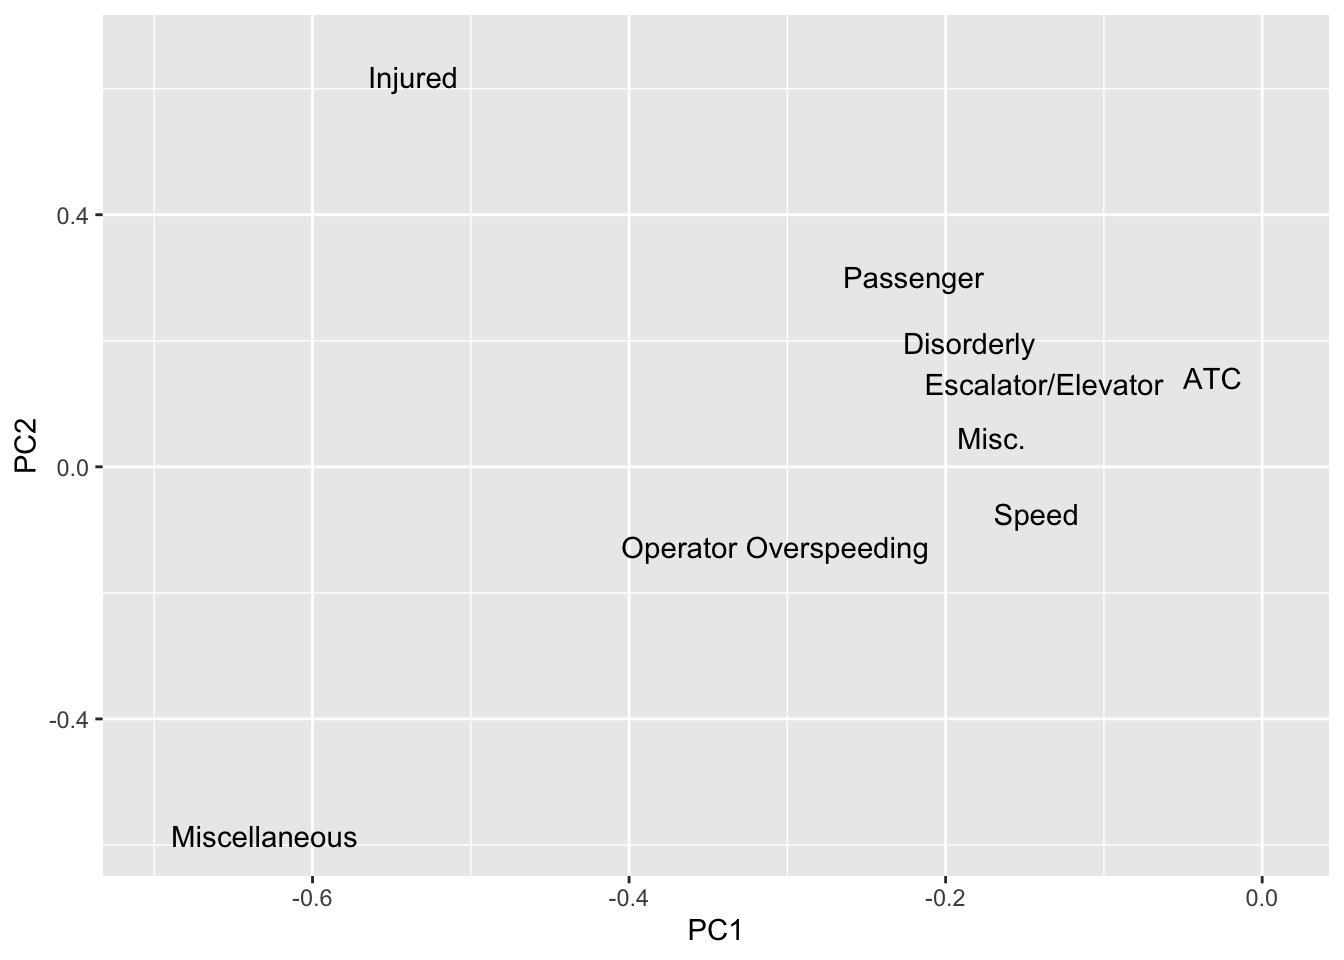 Injured
0.4
Passenger
Disorderly
ATC
Escalator/Elevator
Misc.
0.0
PC2
Speed
Operator Overspeeding
-0.4
Miscellaneous
-0.6 -0.4 -0.2 0.0
PC1